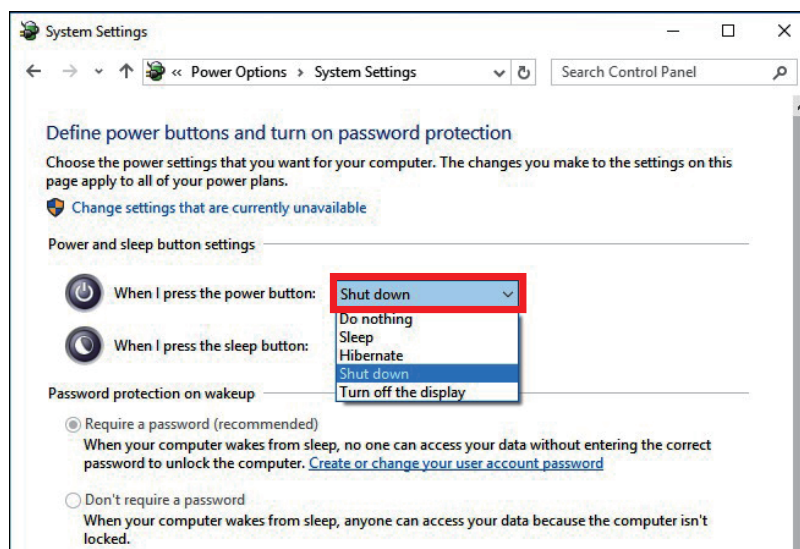 System Settings
« Power Options › System Settings
Search Control Panel
Define power buttons and turn on password protection
Choose the power settings that you want for your computer. The changes you make to the settings on this
page apply to all of your power plans.
Change settings that are currently unavailable
Power and sleep button settings
When I press the power button: Shut down
Do nothing
Sleep
When I press the sleep button:
Hibernate
Shut down
Turn off the display
Password protection on wakeup
Require a password (recommended)
When your computer wakes from sleep, no one can access your data without entering the correct
password to unlock the computer. Create or change your user account password
Don't require a password
When your computer wakes from sleep, anyone can access your data because the computer isn't
locked.